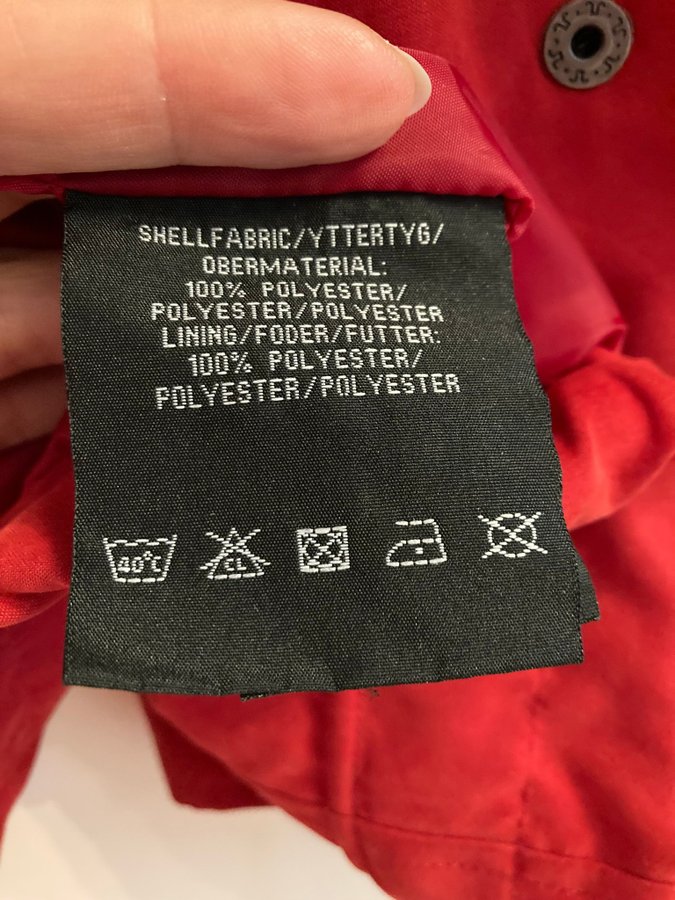 SHELLFABRIC/YTTERTYG/
OBERMATERIAL:
100% POLYESTER/
POLYESTER/POLYESTER
LINING/FODER/FUTTER:
100% POLYESTER/
POLYESTER/POLYESTER
40°C CL